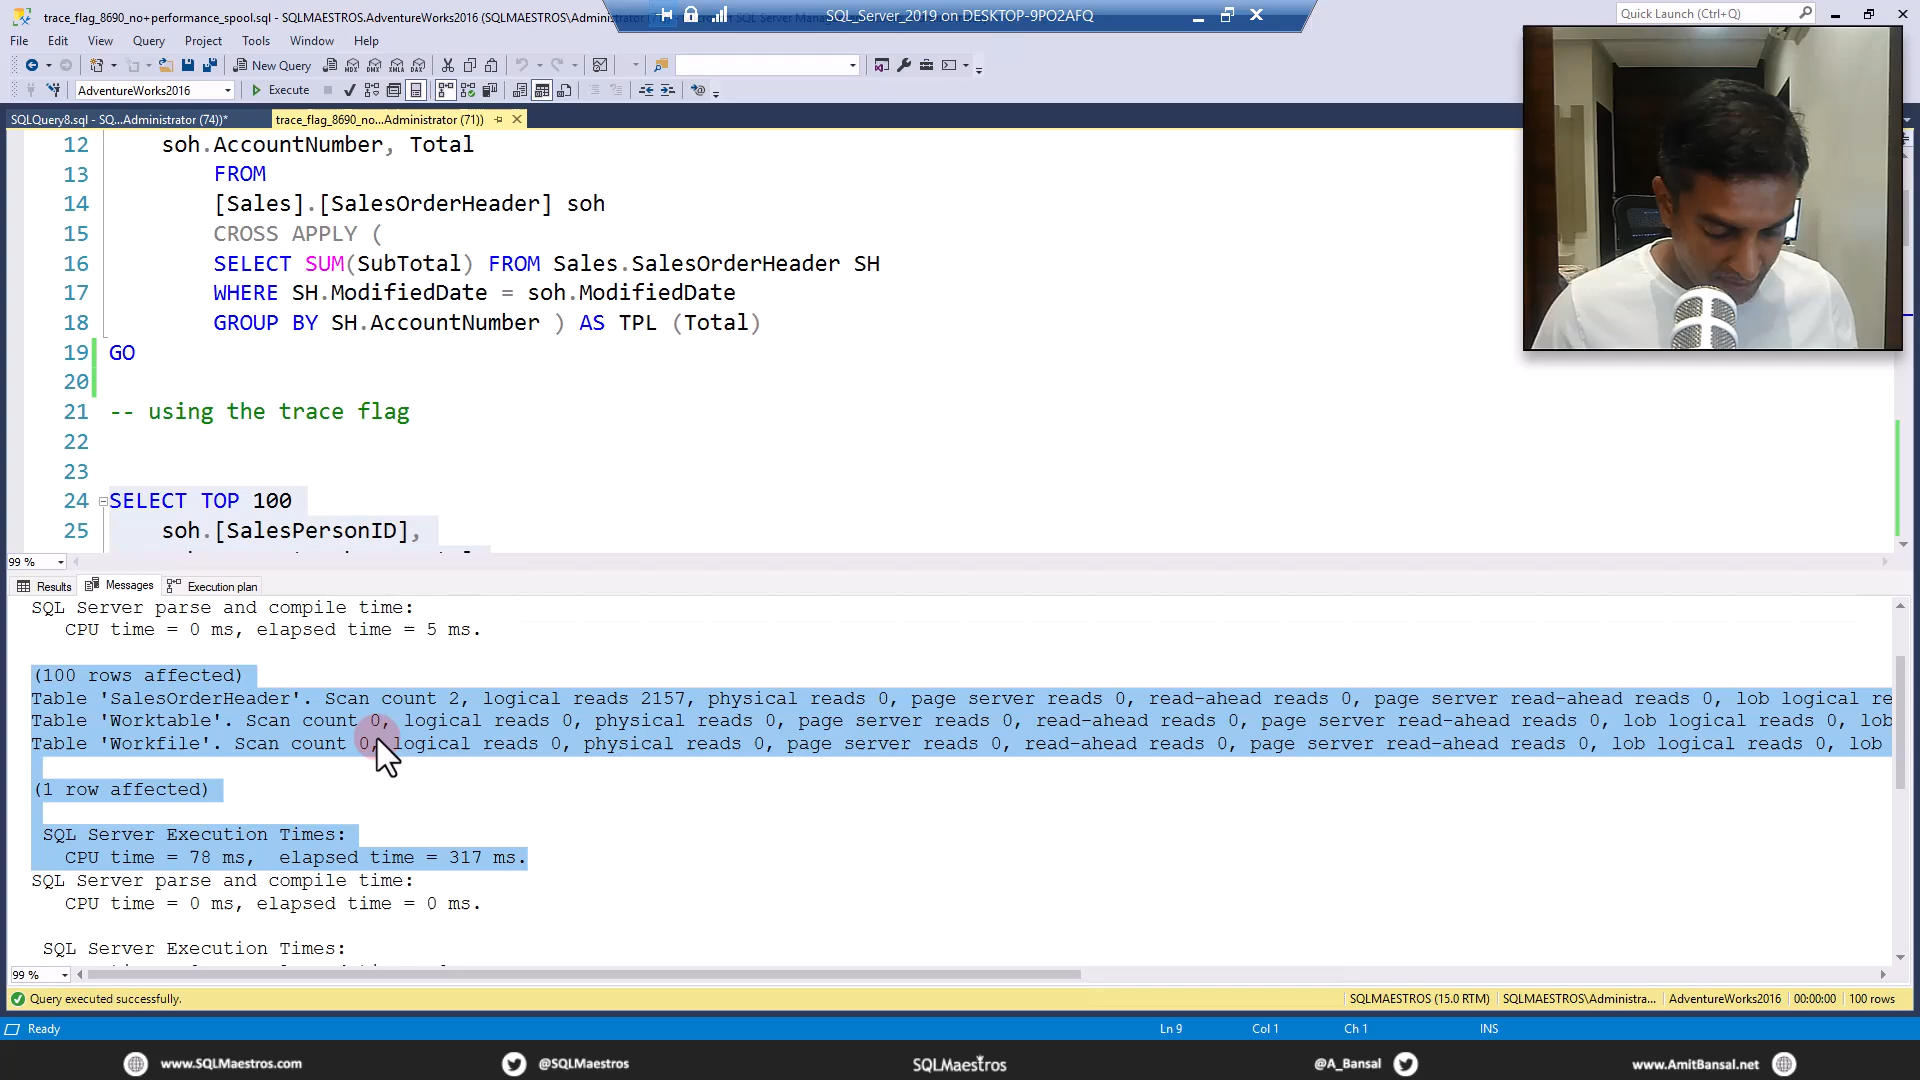 trace_flag_8690_no+performance_spool.sql - SQLMAESTROS.AdventureWorks2016 (SQLMAESTROS\Administrator
SQL_Server_2019 on DESKTOP-9PO2AFQ
Quick Launch (Ctrl+Q)
File Edit View Query Project Tools Window Help
New Query
AdventureWorks2016
Execute
SQLQuery8.sql - SQ...Administrator (74))*
trace_flag_8690_no...Administrator (71))
12 soh.AccountNumber, Total
13 FROM
14 [Sales].[SalesOrderHeader] soh
15 CROSS APPLY (
16 SELECT SUM(SubTotal) FROM Sales.SalesOrderHeader SH
17 WHERE SH.ModifiedDate = soh.ModifiedDate
18 GROUP BY SH.AccountNumber ) AS TPL (Total)
19 GO
20
21 -- using the trace flag
22
23
24 SELECT TOP 100
25 soh.[SalesPersonID],
99 %
Results Messages Execution plan
SQL Server parse and compile time:
CPU time = 0 ms, elapsed time = 5 ms.
(100 rows affected)
Table 'SalesOrderHeader'. Scan count 2, logical reads 2157, physical reads 0, page server reads 0, read-ahead reads 0, page server read-ahead reads 0, lob logical re
Table 'Worktable'. Scan count 0, logical reads 0, physical reads 0, page server reads 0, read-ahead reads 0, page server read-ahead reads 0, lob logical reads 0, lob
Table 'Workfile'. Scan count 0, logical reads 0, physical reads 0, page server reads 0, read-ahead reads 0, page server read-ahead reads 0, lob logical reads 0, lob
(1 row affected)
SQL Server Execution Times:
CPU time = 78 ms, elapsed time = 317 ms.
SQL Server parse and compile time:
CPU time = 0 ms, elapsed time = 0 ms.
SQL Server Execution Times:
99 %
Query executed successfully.
SQLMAESTROS (15.0 RTM) SQLMAESTROS\Administra... AdventureWorks2016 00:00:00 100 rows
Ready
Ln 9 Col 1 Ch 1 INS
www.SQLMaestros.com
@SQLMaestros
SQLMaestros
@A_Bansal
www.AmitBansal.net